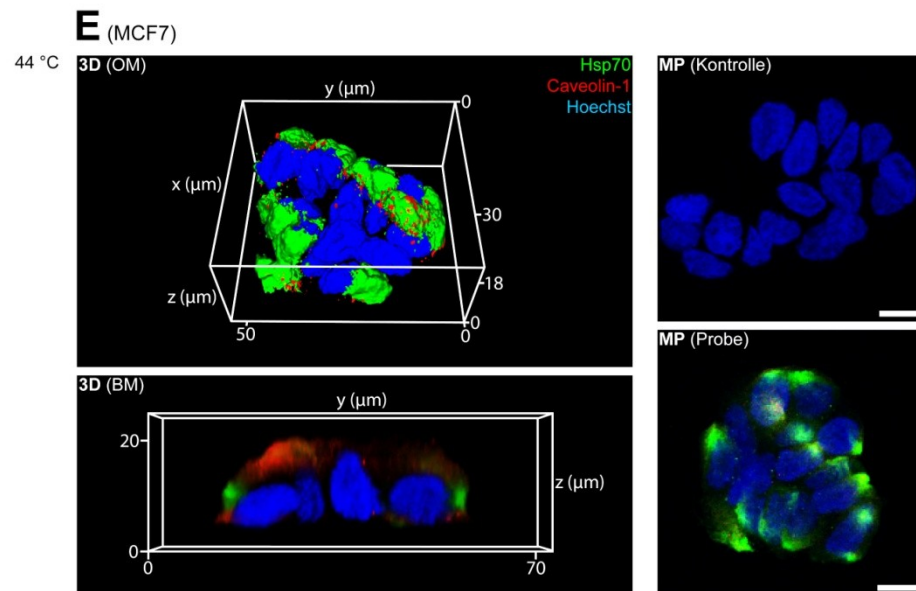 E (MCF7)
44 °C
3D (OM)
Hsp70
Caveolin-1
Hoechst
y (µm)
0
x (µm)
30
18
z (µm)
50
0
0
MP (Kontrolle)
3D (BM)
y (µm)
20
z (µm)
0
0
70
MP (Probe)